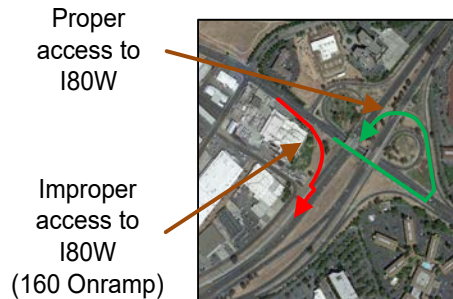 Proper
access to
I80W
Improper
access to
I80W
(160 Onramp)